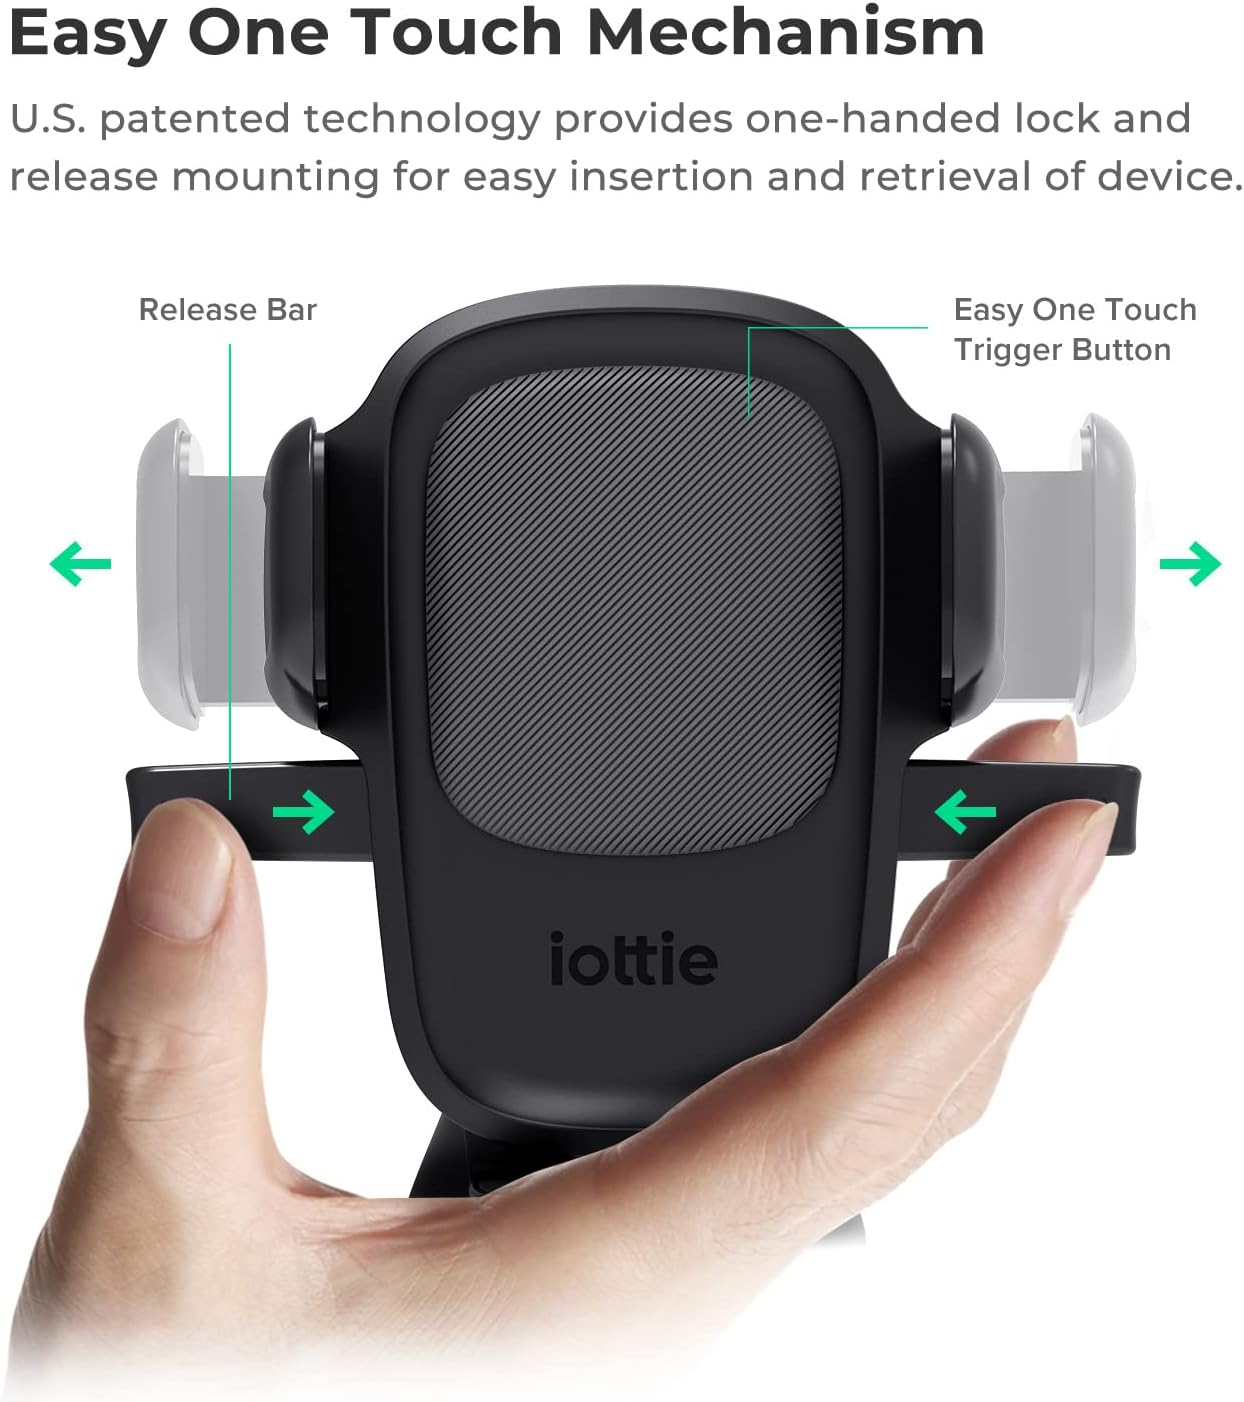 Easy One Touch Mechanism
U.S. patented technology provides one-handed lock and
release mounting for easy insertion and retrieval of device.
Release Bar
Easy One Touch
Trigger Button
iottie